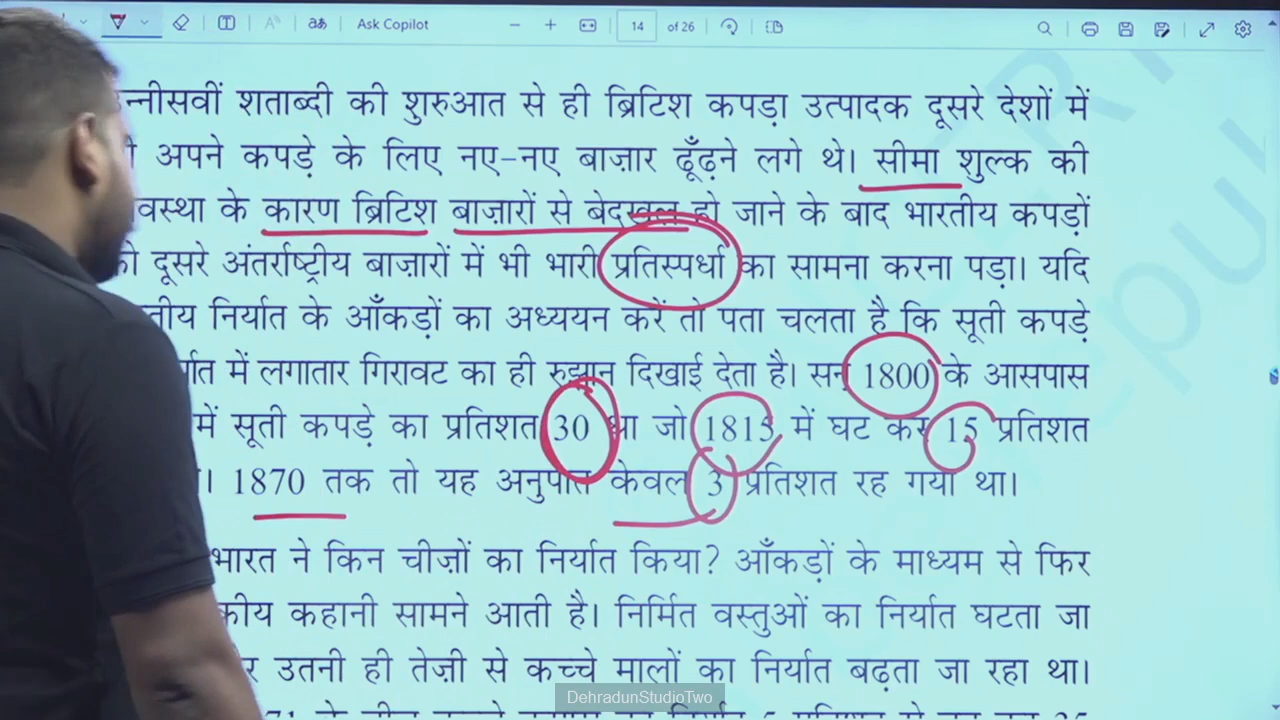 Ask Copilot 14 of 26
शताब्दी की शुरुआत से ही ब्रिटिश कपड़ा उत्पादक दूसरे देशों में
अपने कपड़े के लिए नए-नए बाज़ार ढूँढ़ने लगे थे। सीमा शुल्क की
के कारण ब्रिटिश बाज़ारों से बेदखल हो जाने के बाद भारतीय कपड़ों
दूसरे अंतर्राष्ट्रीय बाज़ारों में भी भारी प्रतिस्पर्धा का सामना करना पड़ा। यदि
निर्यात के आँकड़ों का अध्ययन करें तो पता चलता है कि सूती कपड़े
में लगातार गिरावट का ही रुझान दिखाई देता है। सन् 1800 के आसपास
में सूती कपड़े का प्रतिशत 30 था जो 1815 में घट कर 15 प्रतिशत
। 1870 तक तो यह अनुपात केवल 3 प्रतिशत रह गया था।
भारत ने किन चीज़ों का निर्यात किया? आँकड़ों के माध्यम से फिर
कहानी सामने आती है। निर्मित वस्तुओं का निर्यात घटता जा
उतनी ही तेज़ी से कच्चे मालों का निर्यात बढ़ता जा रहा था।
DehradunStudioTwo